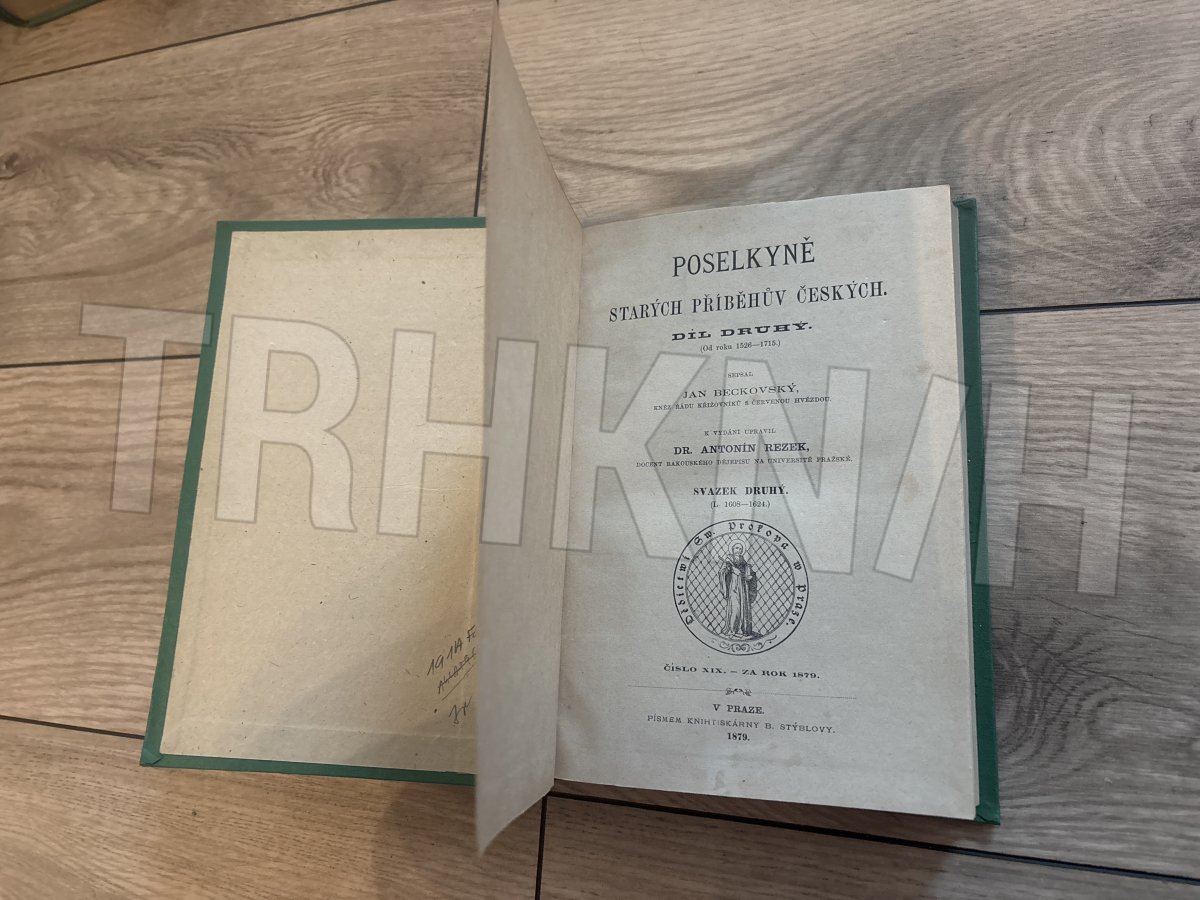 POSELKYNĚ
STARÝCH PŘÍBĚHŮV ČESKÝCH.
DÍL DRUHÝ.
(Od roku 1526—1715.)
SEPSAL
JAN BECKOVSKÝ,
KNĚZ ŘÁDU KŘIŽOVNÍKŮ S ČERVENOU HVĚZDOU.
K VYDÁNÍ UPRAVIL
DR. ANTONÍN REZEK,
DOCENT RAKOUSKÉHO DĚJEPISU NA UNIVERSITĚ PRAŽSKÉ.
SVAZEK DRUHÝ.
(L. 1608—1624.)
Dědictwí Sw. Prokopa w Praze.
ČÍSLO XIX. – ZA ROK 1879.
V PRAZE.
PÍSMEM KNIHTISKÁRNY B. STÝBLOVY.
1879.
TRHKNIH